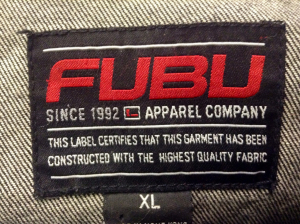 FUBU
SINCE 1992 APPAREL COMPANY
THIS LABEL CERTIFIES THAT THIS GARMENT HAS BEEN
CONSTRUCTED WITH THE HIGHEST QUALITY FABRIC
XL